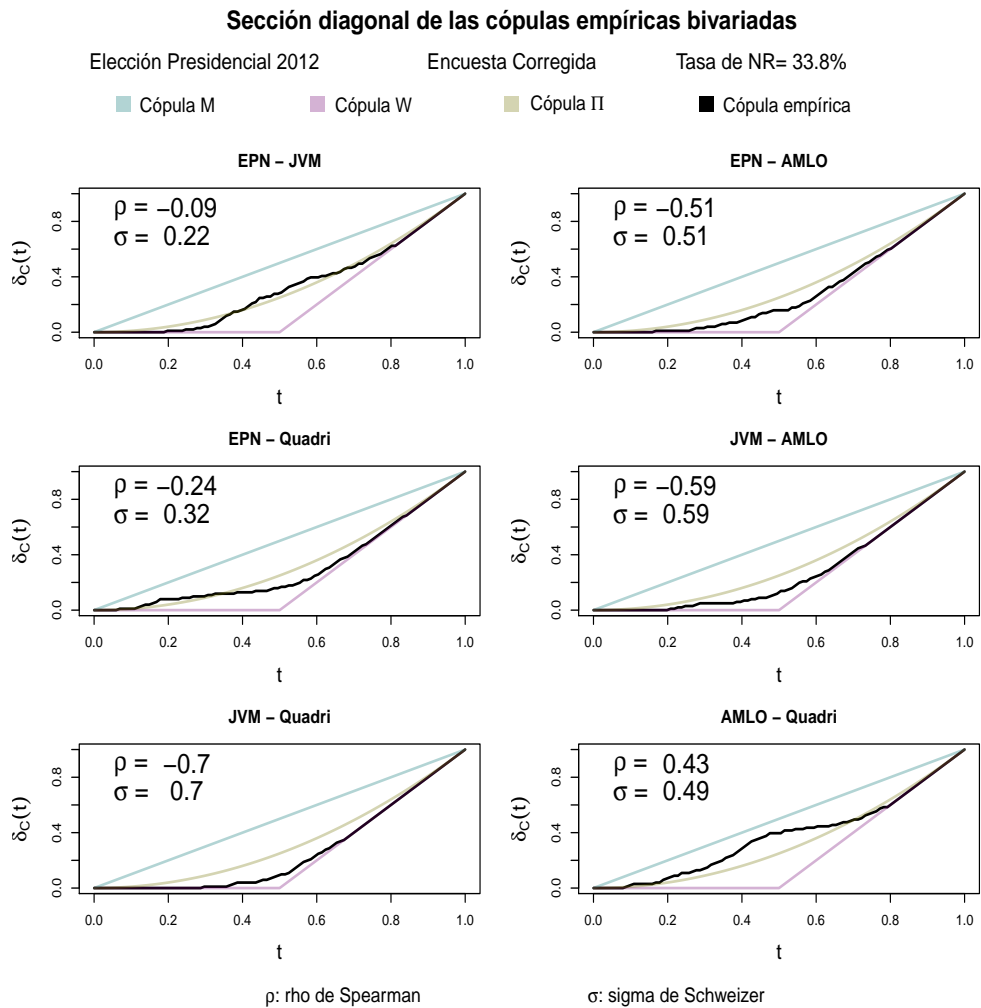 Sección diagonal de las cópulas empíricas bivariadas
Elección Presidencial 2012 Encuesta Corregida Tasa de NR= 33.8%
Cópula M Cópula W Cópula Π Cópula empírica
EPN − JVM
ρ = −0.09
σ = 0.22
δC(t)
0.0 0.4 0.8
0.0 0.2 0.4 0.6 0.8 1.0
t
EPN − AMLO
ρ = −0.51
σ = 0.51
δC(t)
0.0 0.4 0.8
0.0 0.2 0.4 0.6 0.8 1.0
t
EPN − Quadri
ρ = −0.24
σ = 0.32
δC(t)
0.0 0.4 0.8
0.0 0.2 0.4 0.6 0.8 1.0
t
JVM − AMLO
ρ = −0.59
σ = 0.59
δC(t)
0.0 0.4 0.8
0.0 0.2 0.4 0.6 0.8 1.0
t
JVM − Quadri
ρ = −0.7
σ = 0.7
δC(t)
0.0 0.4 0.8
0.0 0.2 0.4 0.6 0.8 1.0
t
AMLO − Quadri
ρ = 0.43
σ = 0.49
δC(t)
0.0 0.4 0.8
0.0 0.2 0.4 0.6 0.8 1.0
t
ρ: rho de Spearman σ: sigma de Schweizer